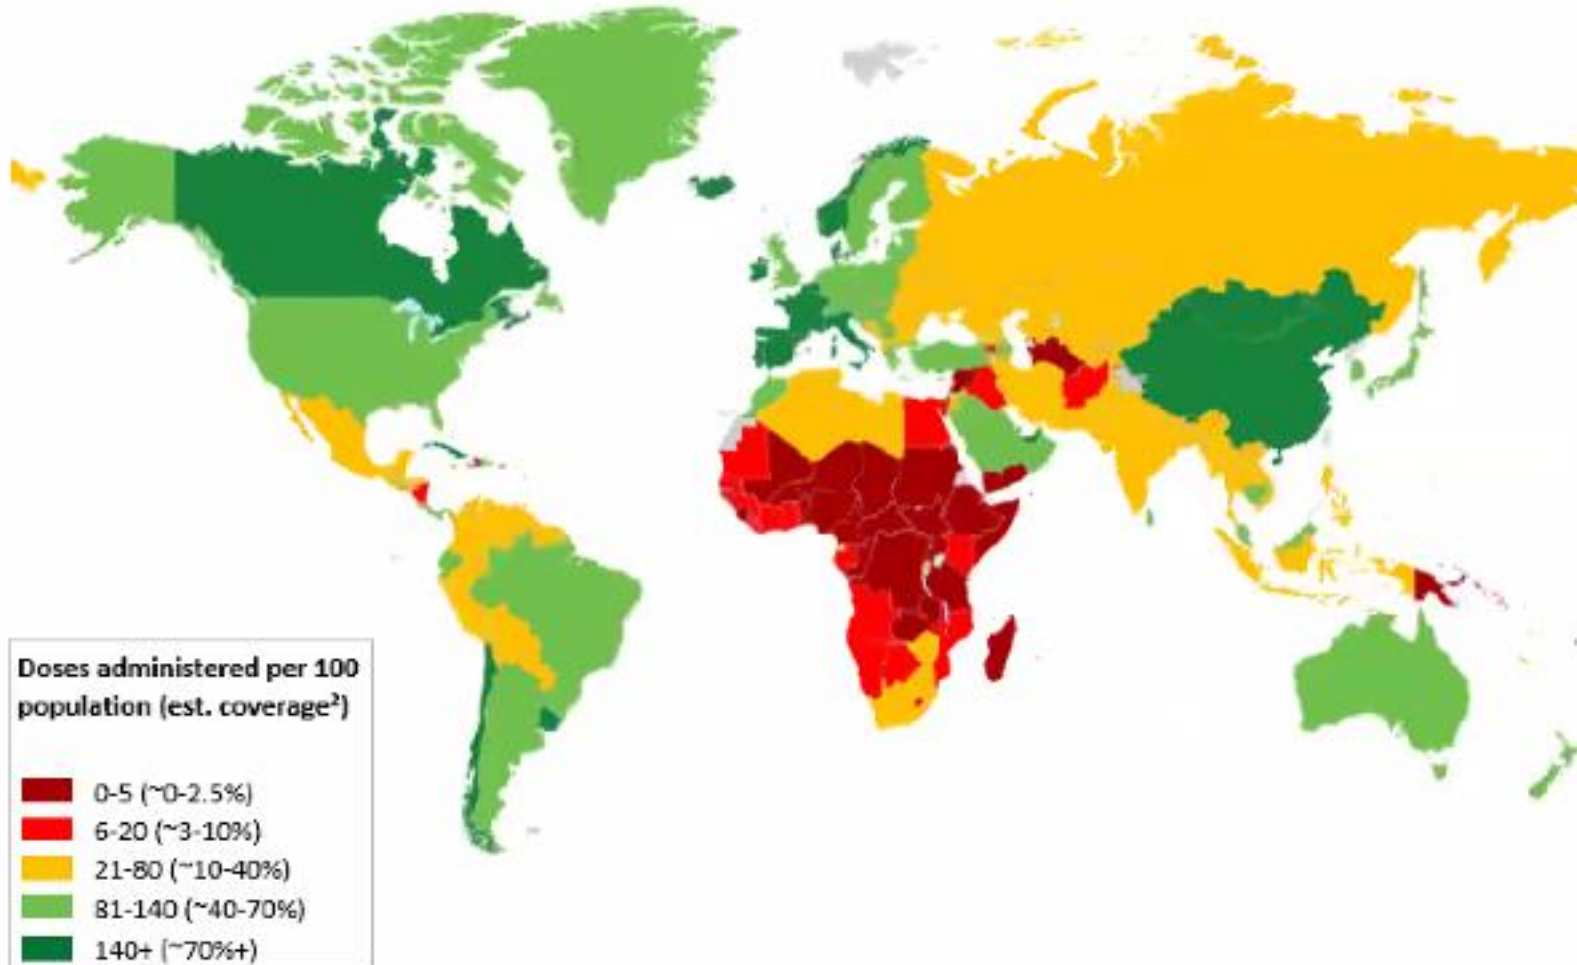 Doses administered per 100
population (est. coverage²)
0-5 (~0-2.5%)
6-20 (~3-10%)
21-80 (~10-40%)
81-140 (~40-70%)
140+ (~70%+)